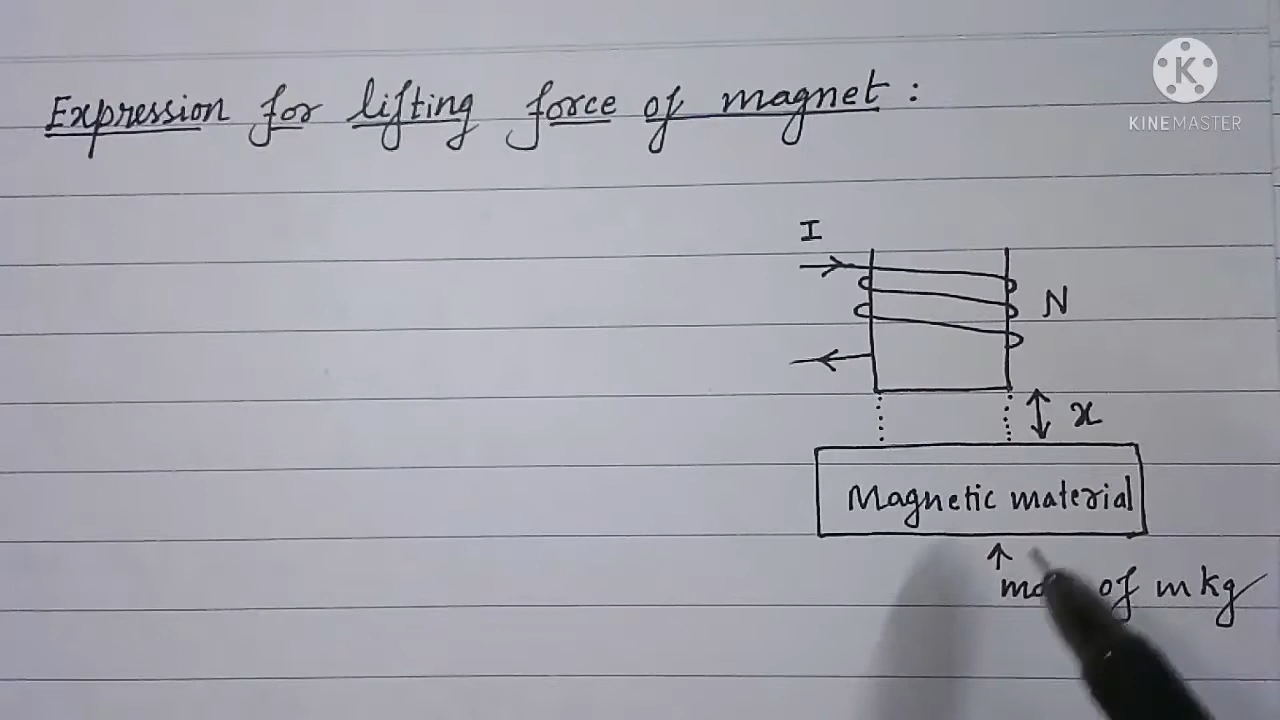 Expression for lifting force of magnet :
K
KINEMASTER
I
N
x
Magnetic material
of m kg